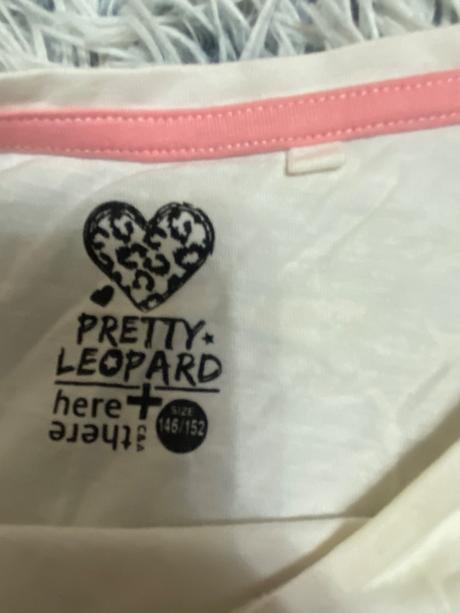 PRETTY
LEOPARD
here +
there
C&A
SIZE
146/152